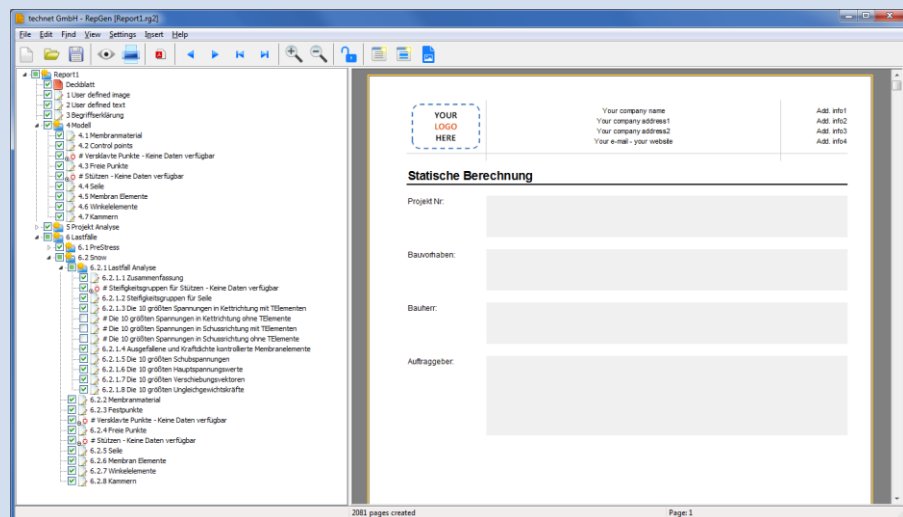 technet GmbH - RepGen [Report1.rg2]
File Edit Find View Settings Insert Help
Report1
Deckblatt
1 User defined image
2 User defined text
3 Begriffserklärung
4 Modell
4.1 Membranmaterial
4.2 Control points
# Versklavte Punkte - Keine Daten verfügbar
4.3 Freie Punkte
# Stützen - Keine Daten verfügbar
4.4 Seile
4.5 Membran Elemente
4.6 Winkelelemente
4.7 Kammern
5 Projekt Analyse
6 Lastfälle
6.1 PreStress
6.2 Snow
6.2.1 Lastfall Analyse
6.2.1.1 Zusammenfassung
# Steifigkeitsgruppen für Stützen - Keine Daten verfügbar
6.2.1.2 Steifigkeitsgruppen für Seile
6.2.1.3 Die 10 größten Spannungen in Kettrichtung mit TElementen
# Die 10 größten Spannungen in Kettrichtung ohne TElemente
# Die 10 größten Spannungen in Schussrichtung mit TElementen
# Die 10 größten Spannungen in Schussrichtung ohne TElemente
6.2.1.4 Ausgefallene und Kraftdichte kontrollierte Membranelemente
6.2.1.5 Die 10 größten Schubspannungen
6.2.1.6 Die 10 größten Hauptspannungswerte
6.2.1.7 Die 10 größten Verschiebungsvektoren
6.2.1.8 Die 10 größten Ungleichgewichtskräfte
6.2.2 Membranmaterial
6.2.3 Festpunkte
# Versklavte Punkte - Keine Daten verfügbar
6.2.4 Freie Punkte
# Stützen - Keine Daten verfügbar
6.2.5 Seile
6.2.6 Membran Elemente
6.2.7 Winkelelemente
6.2.8 Kammern
YOUR
LOGO
HERE
Your company name
Your company address1
Your company address2
Your e-mail - your website
Add. info1
Add. info2
Add. info3
Add. info4
Statische Berechnung
Projekt Nr:
Bauvorhaben:
Bauherr:
Auftraggeber:
2081 pages created Page: 1